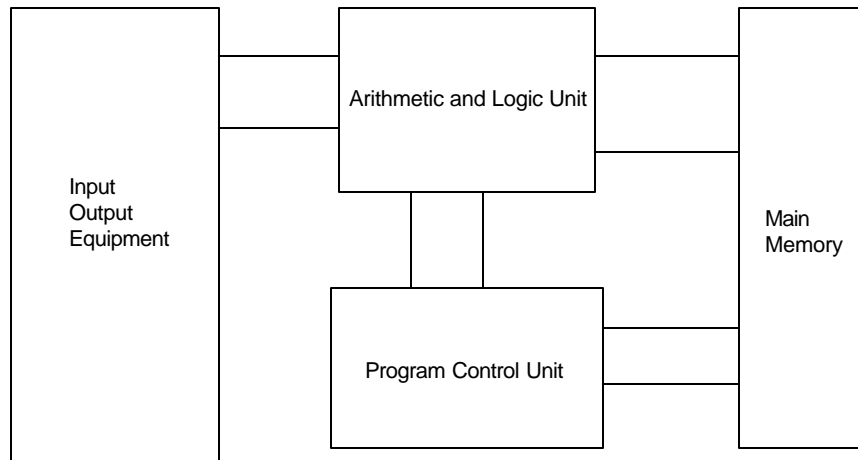 Arithmetic and Logic Unit
Input
Output
Equipment
Main
Memory
Program Control Unit